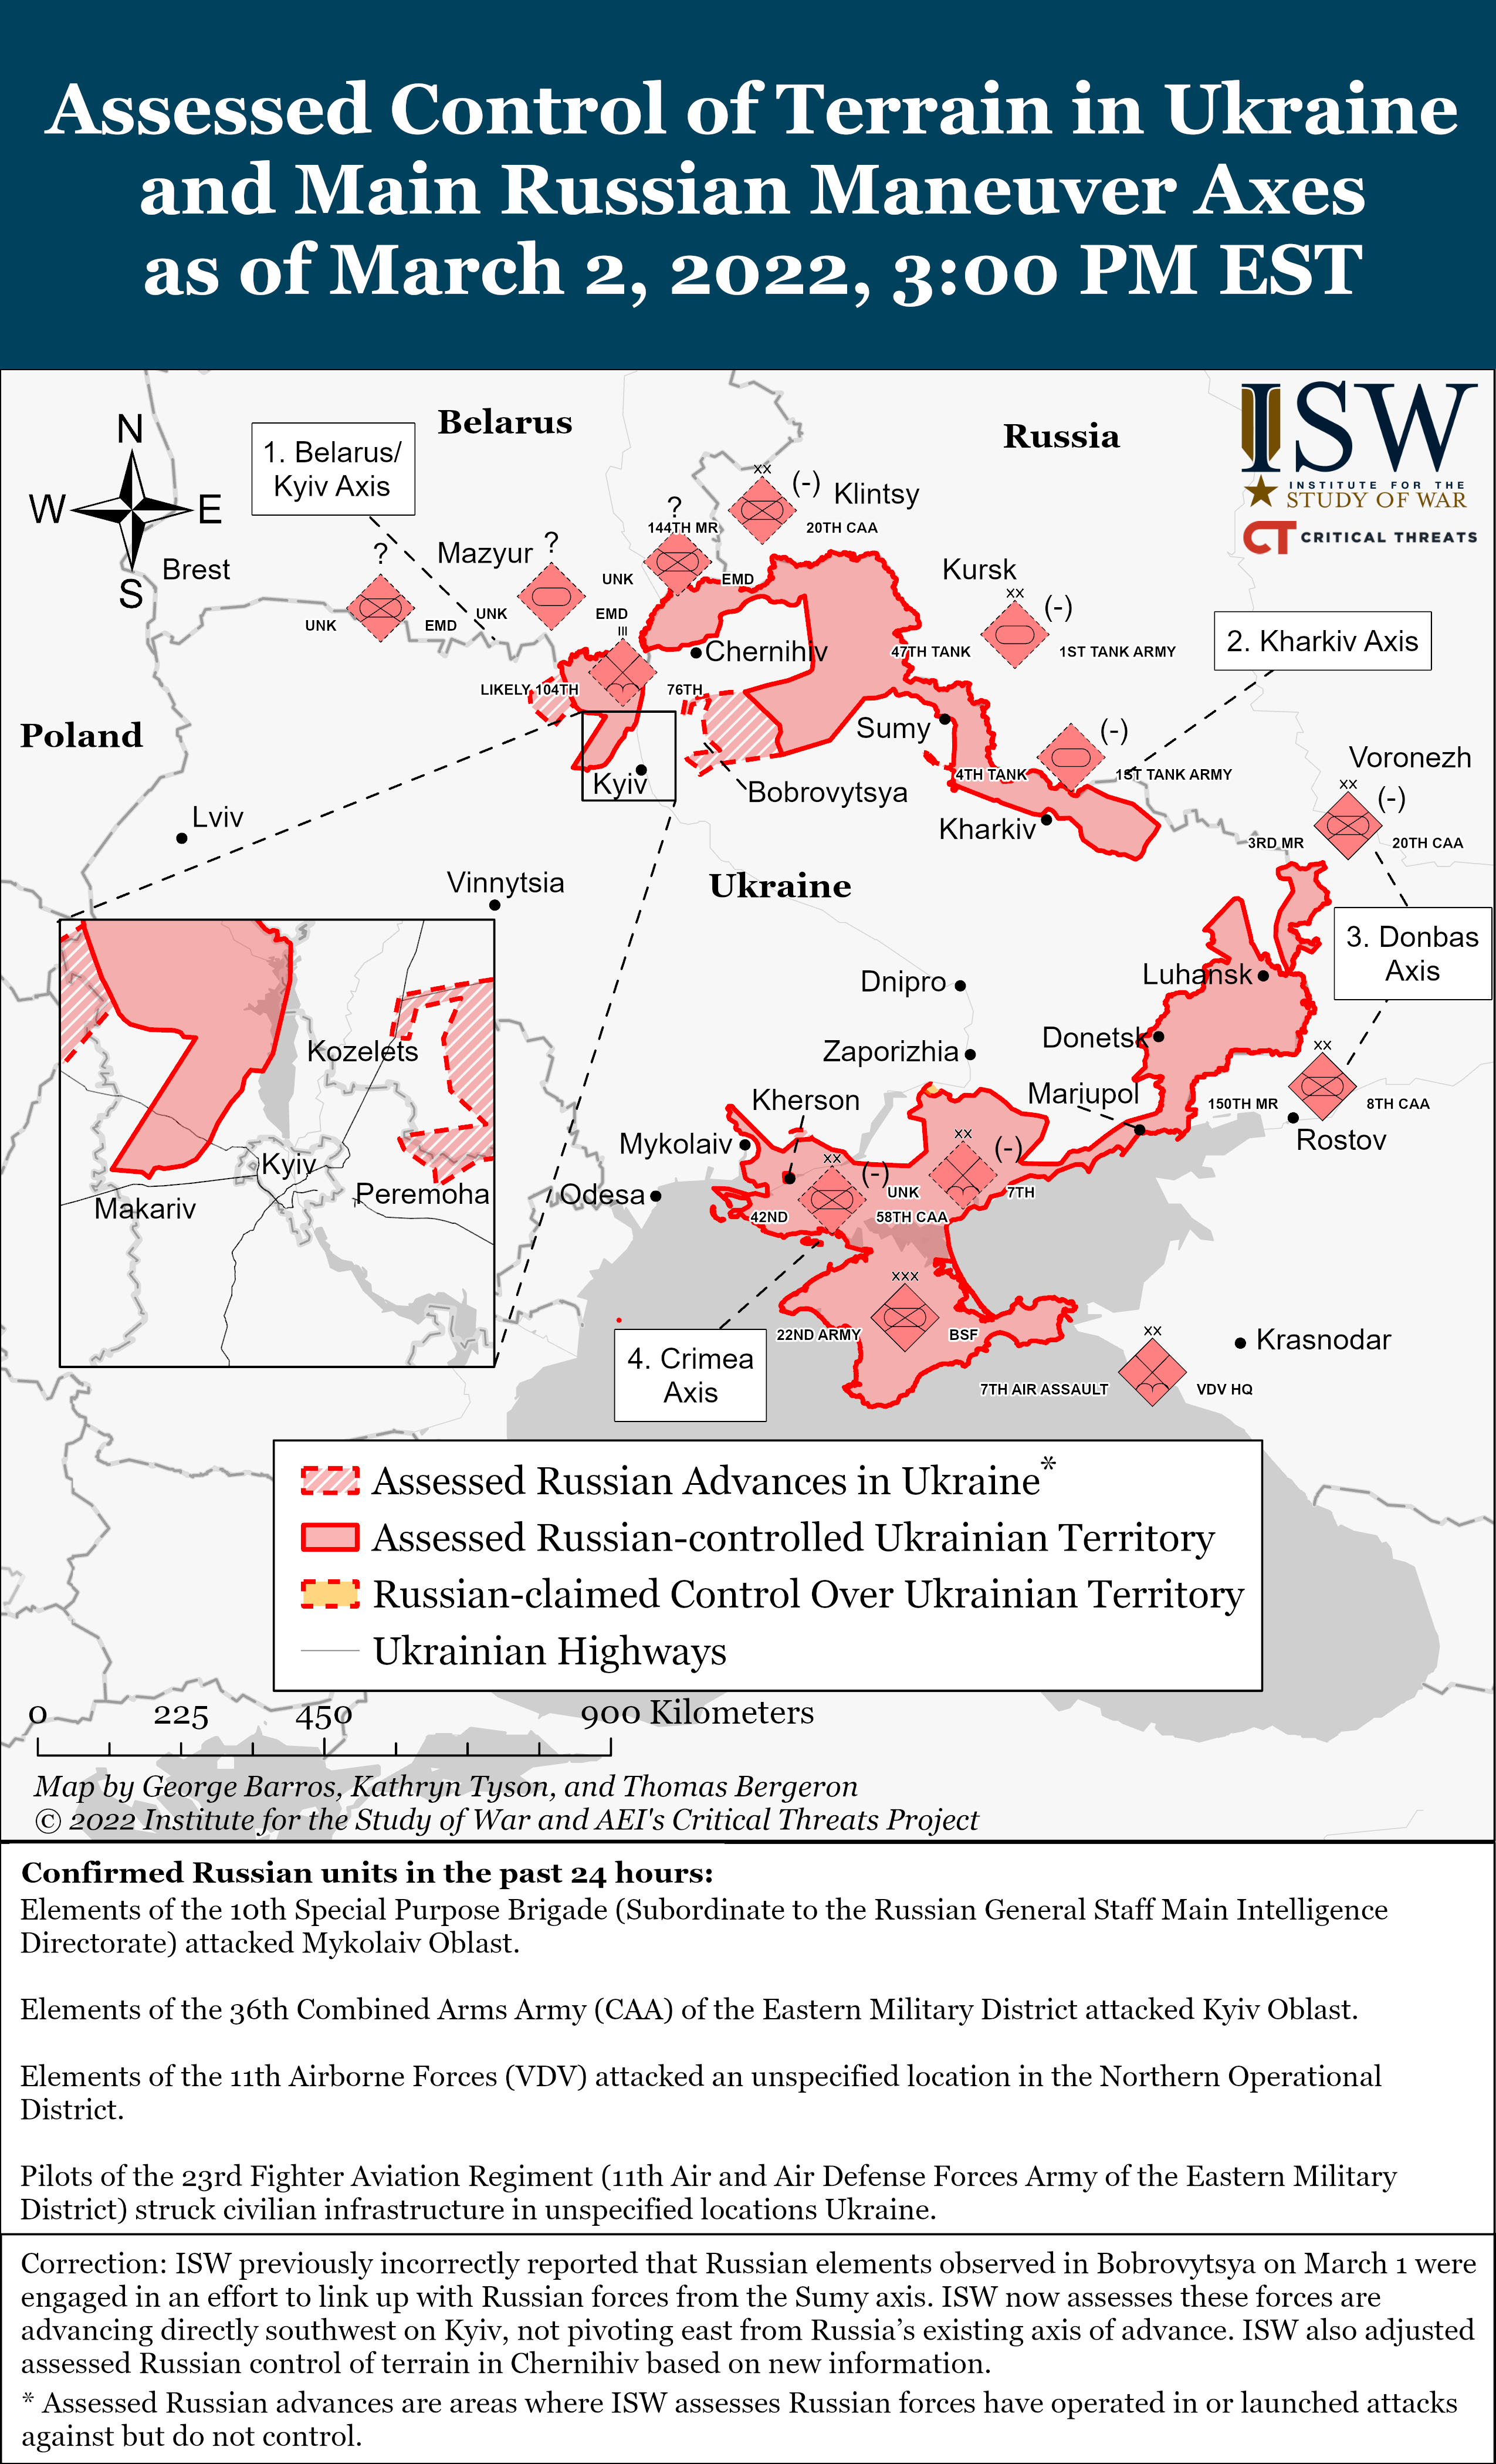 Assessed Control of Terrain in Ukraine
and Main Russian Maneuver Axes
as of March 2, 2022, 3:00 PM EST
ISW
INSTITUTE FOR THE
STUDY OF WAR
CT CRITICAL THREATS
N
W E
S
Belarus
Russia
1. Belarus/
Kyiv Axis
XX
(-)
Klintsy
20TH CAA
?
144TH MR
UNK
EMD
Brest
?
UNK
EMD
Mazyur
?
UNK
EMD
Kursk
XX
(-)
47TH TANK
1ST TANK ARMY
2. Kharkiv Axis
III
LIKELY 104TH
76TH
Chernihiv
Poland
Sumy
(-)
4TH TANK
1ST TANK ARMY
Voronezh
XX
(-)
3RD MR
20TH CAA
Kyiv
Bobrovytsya
Lviv
Kharkiv
Vinnytsia
Ukraine
3. Donbas
Axis
Luhansk
Dnipro
Donetsk
Zaporizhia
XX
150TH MR
8TH CAA
Rostov
Mariupol
Kherson
Mykolaiv
Odesa
XX
(-)
42ND
58TH CAA
XX
(-)
UNK
7TH
XXX
22ND ARMY
BSF
4. Crimea
Axis
XX
7TH AIR ASSAULT
VDV HQ
Krasnodar
Kozelets
Kyiv
Makariv
Peremoha
Assessed Russian Advances in Ukraine*
Assessed Russian-controlled Ukrainian Territory
Russian-claimed Control Over Ukrainian Territory
Ukrainian Highways
0 225 450 900 Kilometers
Map by George Barros, Kathryn Tyson, and Thomas Bergeron
© 2022 Institute for the Study of War and AEI's Critical Threats Project
Confirmed Russian units in the past 24 hours:
Elements of the 10th Special Purpose Brigade (Subordinate to the Russian General Staff Main Intelligence
Directorate) attacked Mykolaiv Oblast.
Elements of the 36th Combined Arms Army (CAA) of the Eastern Military District attacked Kyiv Oblast.
Elements of the 11th Airborne Forces (VDV) attacked an unspecified location in the Northern Operational
District.
Pilots of the 23rd Fighter Aviation Regiment (11th Air and Air Defense Forces Army of the Eastern Military
District) struck civilian infrastructure in unspecified locations Ukraine.
Correction: ISW previously incorrectly reported that Russian elements observed in Bobrovytsya on March 1 were
engaged in an effort to link up with Russian forces from the Sumy axis. ISW now assesses these forces are
advancing directly southwest on Kyiv, not pivoting east from Russia’s existing axis of advance. ISW also adjusted
assessed Russian control of terrain in Chernihiv based on new information.
* Assessed Russian advances are areas where ISW assesses Russian forces have operated in or launched attacks
against but do not control.